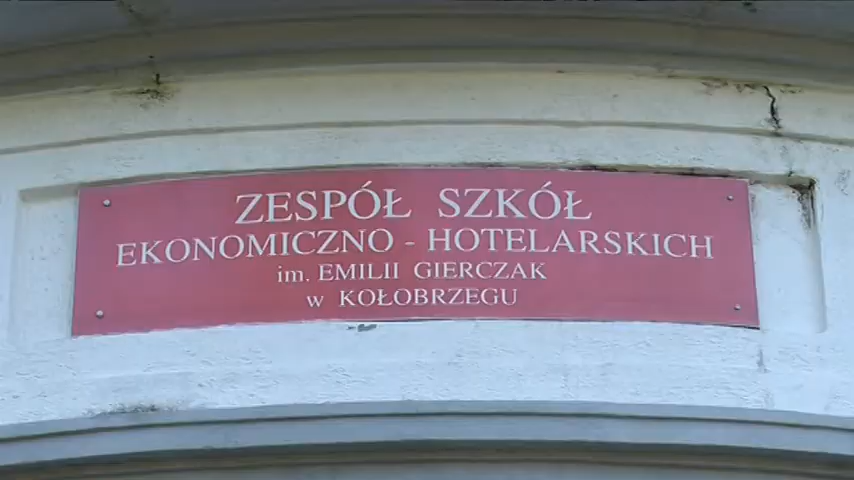 ZESPÓŁ SZKÓŁ
EKONOMICZNO - HOTELARSKICH
im. EMILII GIERCZAK
w KOŁOBRZEGU